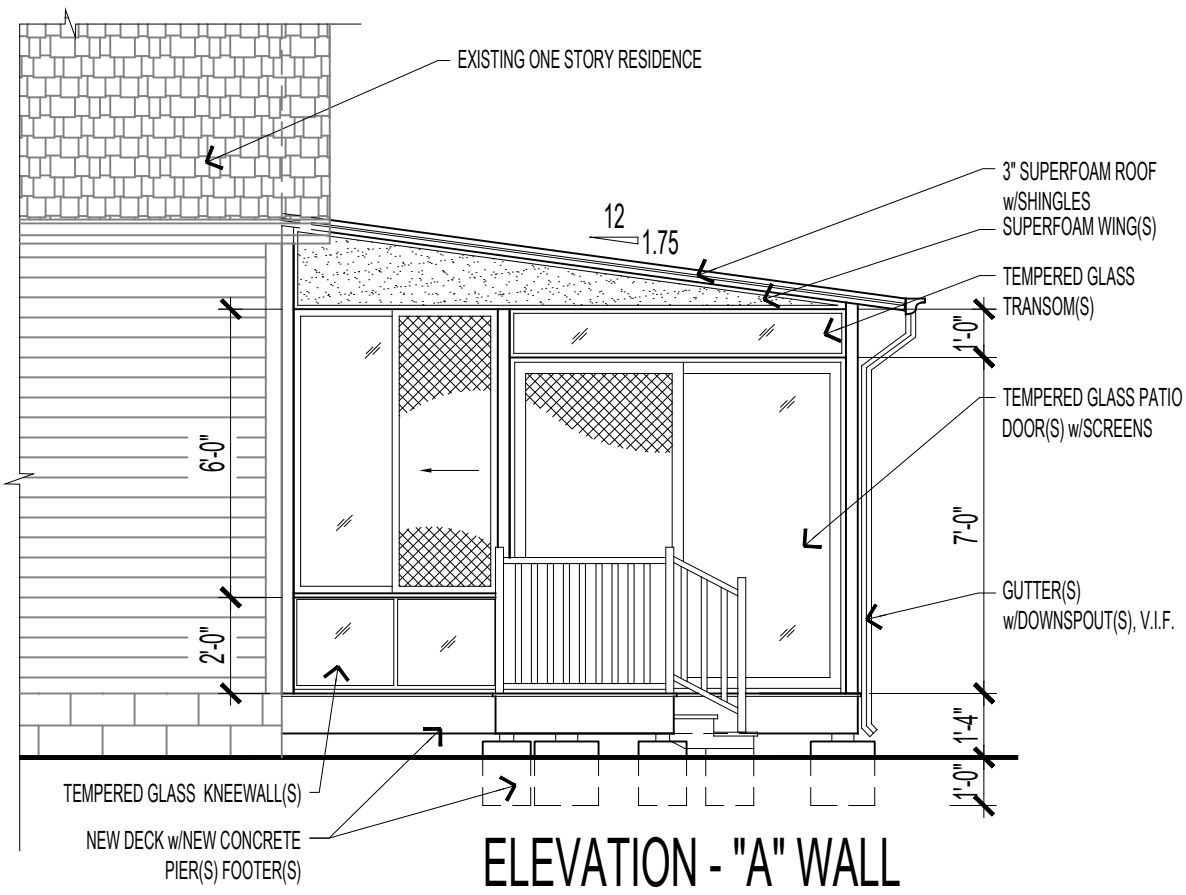 EXISTING ONE STORY RESIDENCE
3" SUPERFOAM ROOF
w/SHINGLES
SUPERFOAM WING(S)
12
1.75
TEMPERED GLASS
TRANSOM(S)
1'-0"
TEMPERED GLASS PATIO
DOOR(S) w/SCREENS
6'-0"
7'-0"
GUTTER(S)
w/DOWNSPOUT(S), V.I.F.
2'-0"
1'-4"
1'-0"
TEMPERED GLASS KNEEWALL(S)
NEW DECK w/NEW CONCRETE
PIER(S) FOOTER(S)
ELEVATION - "A" WALL